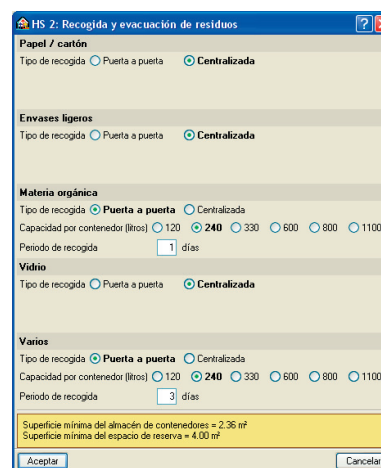 HS 2: Recogida y evacuación de residuos
Papel / cartón
Tipo de recogida Puerta a puerta Centralizada
Envases ligeros
Tipo de recogida Puerta a puerta Centralizada
Materia orgánica
Tipo de recogida Puerta a puerta Centralizada
Capacidad por contenedor (litros) 120 240 330 600 800 1100
Periodo de recogida 1 días
Vidrio
Tipo de recogida Puerta a puerta Centralizada
Varios
Tipo de recogida Puerta a puerta Centralizada
Capacidad por contenedor (litros) 120 240 330 600 800 1100
Periodo de recogida 3 días
Superficie mínima del almacén de contenedores = 2.36 m²
Superficie mínima del espacio de reserva = 4.00 m²
Aceptar Cancelar